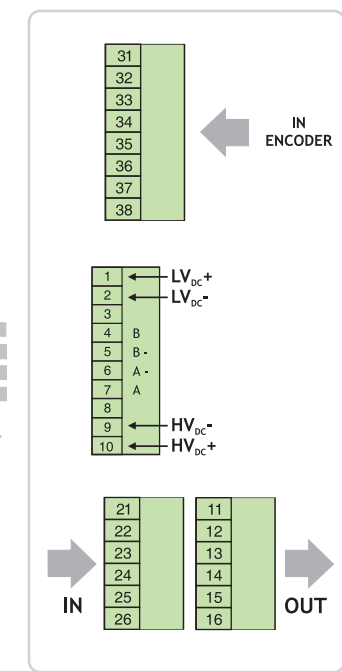 31
32
33
34
35
36
37
38
IN
ENCODER
1 LVDC+
2 LVDC-
3
4 B
5 B -
6 A -
7 A
8
9 HVDC-
10 HVDC+
21 11
22 12
23 13
24 14
25 15
26 16
IN OUT